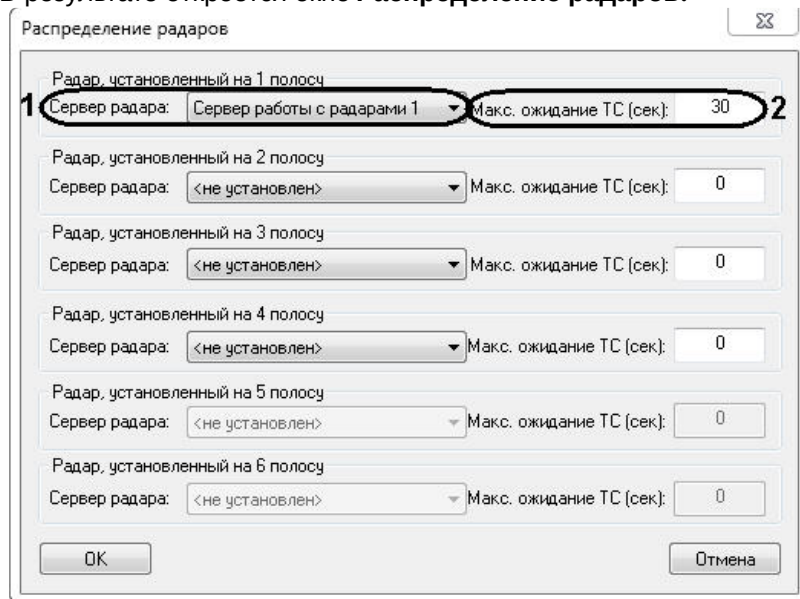 В результате откроется окно Распределение радаров.
Распределение радаров
Радар, установленный на 1 полосу
1 Сервер радара: Сервер работы с радарами 1 Макс. ожидание ТС (сек): 30 2
Радар, установленный на 2 полосу
Сервер радара: <не установлен> Макс. ожидание ТС (сек): 0
Радар, установленный на 3 полосу
Сервер радара: <не установлен> Макс. ожидание ТС (сек): 0
Радар, установленный на 4 полосу
Сервер радара: <не установлен> Макс. ожидание ТС (сек): 0
Радар, установленный на 5 полосу
Сервер радара: <не установлен> Макс. ожидание ТС (сек): 0
Радар, установленный на 6 полосу
Сервер радара: <не установлен> Макс. ожидание ТС (сек): 0
OK Отмена